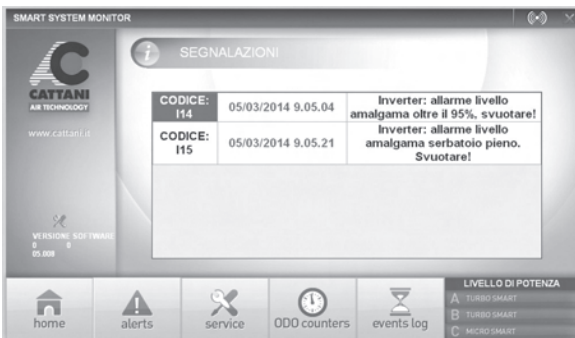 SMART SYSTEM MONITOR
AC
CATTANI
AIR TECHNOLOGY
www.cattani.it
VERSIONE SOFTWARE
0 0
05.008
i SEGNALAZIONI
CODICE: I14 05/03/2014 9.05.04 Inverter: allarme livello
amalgama oltre il 95%, svuotare!
CODICE: I15 05/03/2014 9.05.21 Inverter: allarme livello
amalgama serbatoio pieno.
Svuotare!
home alerts service ODO counters events log
LIVELLO DI POTENZA
A TURBO SMART
B TURBO SMART
C MICRO SMART